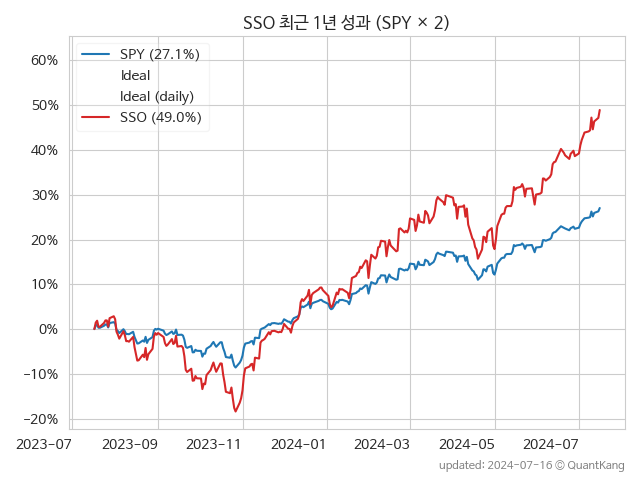 SSO 최근 1년 성과 (SPY × 2)
SPY (27.1%)
Ideal
Ideal (daily)
SSO (49.0%)
60%
50%
40%
30%
20%
10%
0%
−10%
−20%
2023−07
2023−09
2023−11
2024−01
2024−03
2024−05
2024−07
updated: 2024−07−16 © QuantKang